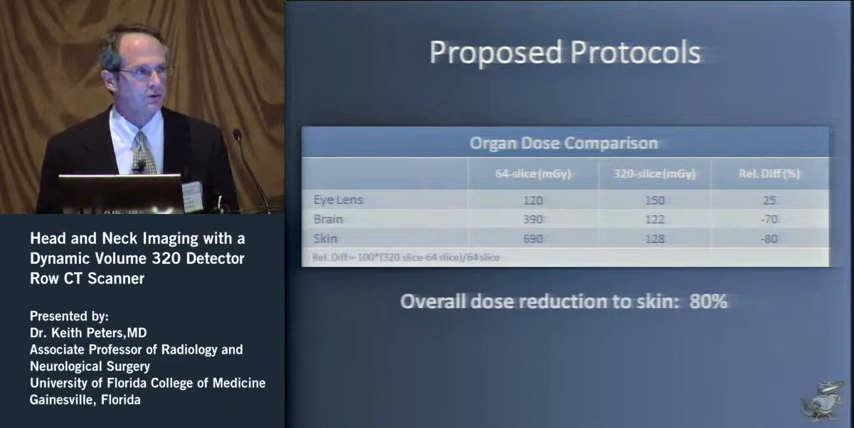 Proposed Protocols
Organ Dose Comparison
64-slice (mGy) 320-slice (mGy) Rel. Diff (%)
Eye Lens 120 150 25
Brain 390 122 -70
Skin 690 128 -80
Rel. Diff = 100*(320 slice-64 slice)/64 slice
Overall dose reduction to skin: 80%
Head and Neck Imaging with a
Dynamic Volume 320 Detector
Row CT Scanner
Presented by:
Dr. Keith Peters,MD
Associate Professor of Radiology and
Neurological Surgery
University of Florida College of Medicine
Gainesville, Florida